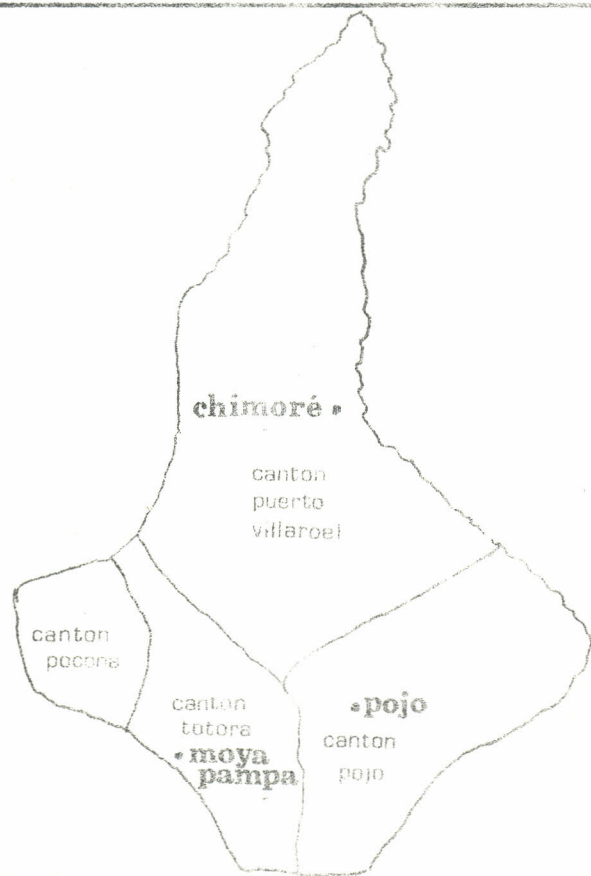 chimoré
canton
puerto
villaroel
canton
pocona
canton
totora
moya
pampa
pojo
canton
pojo